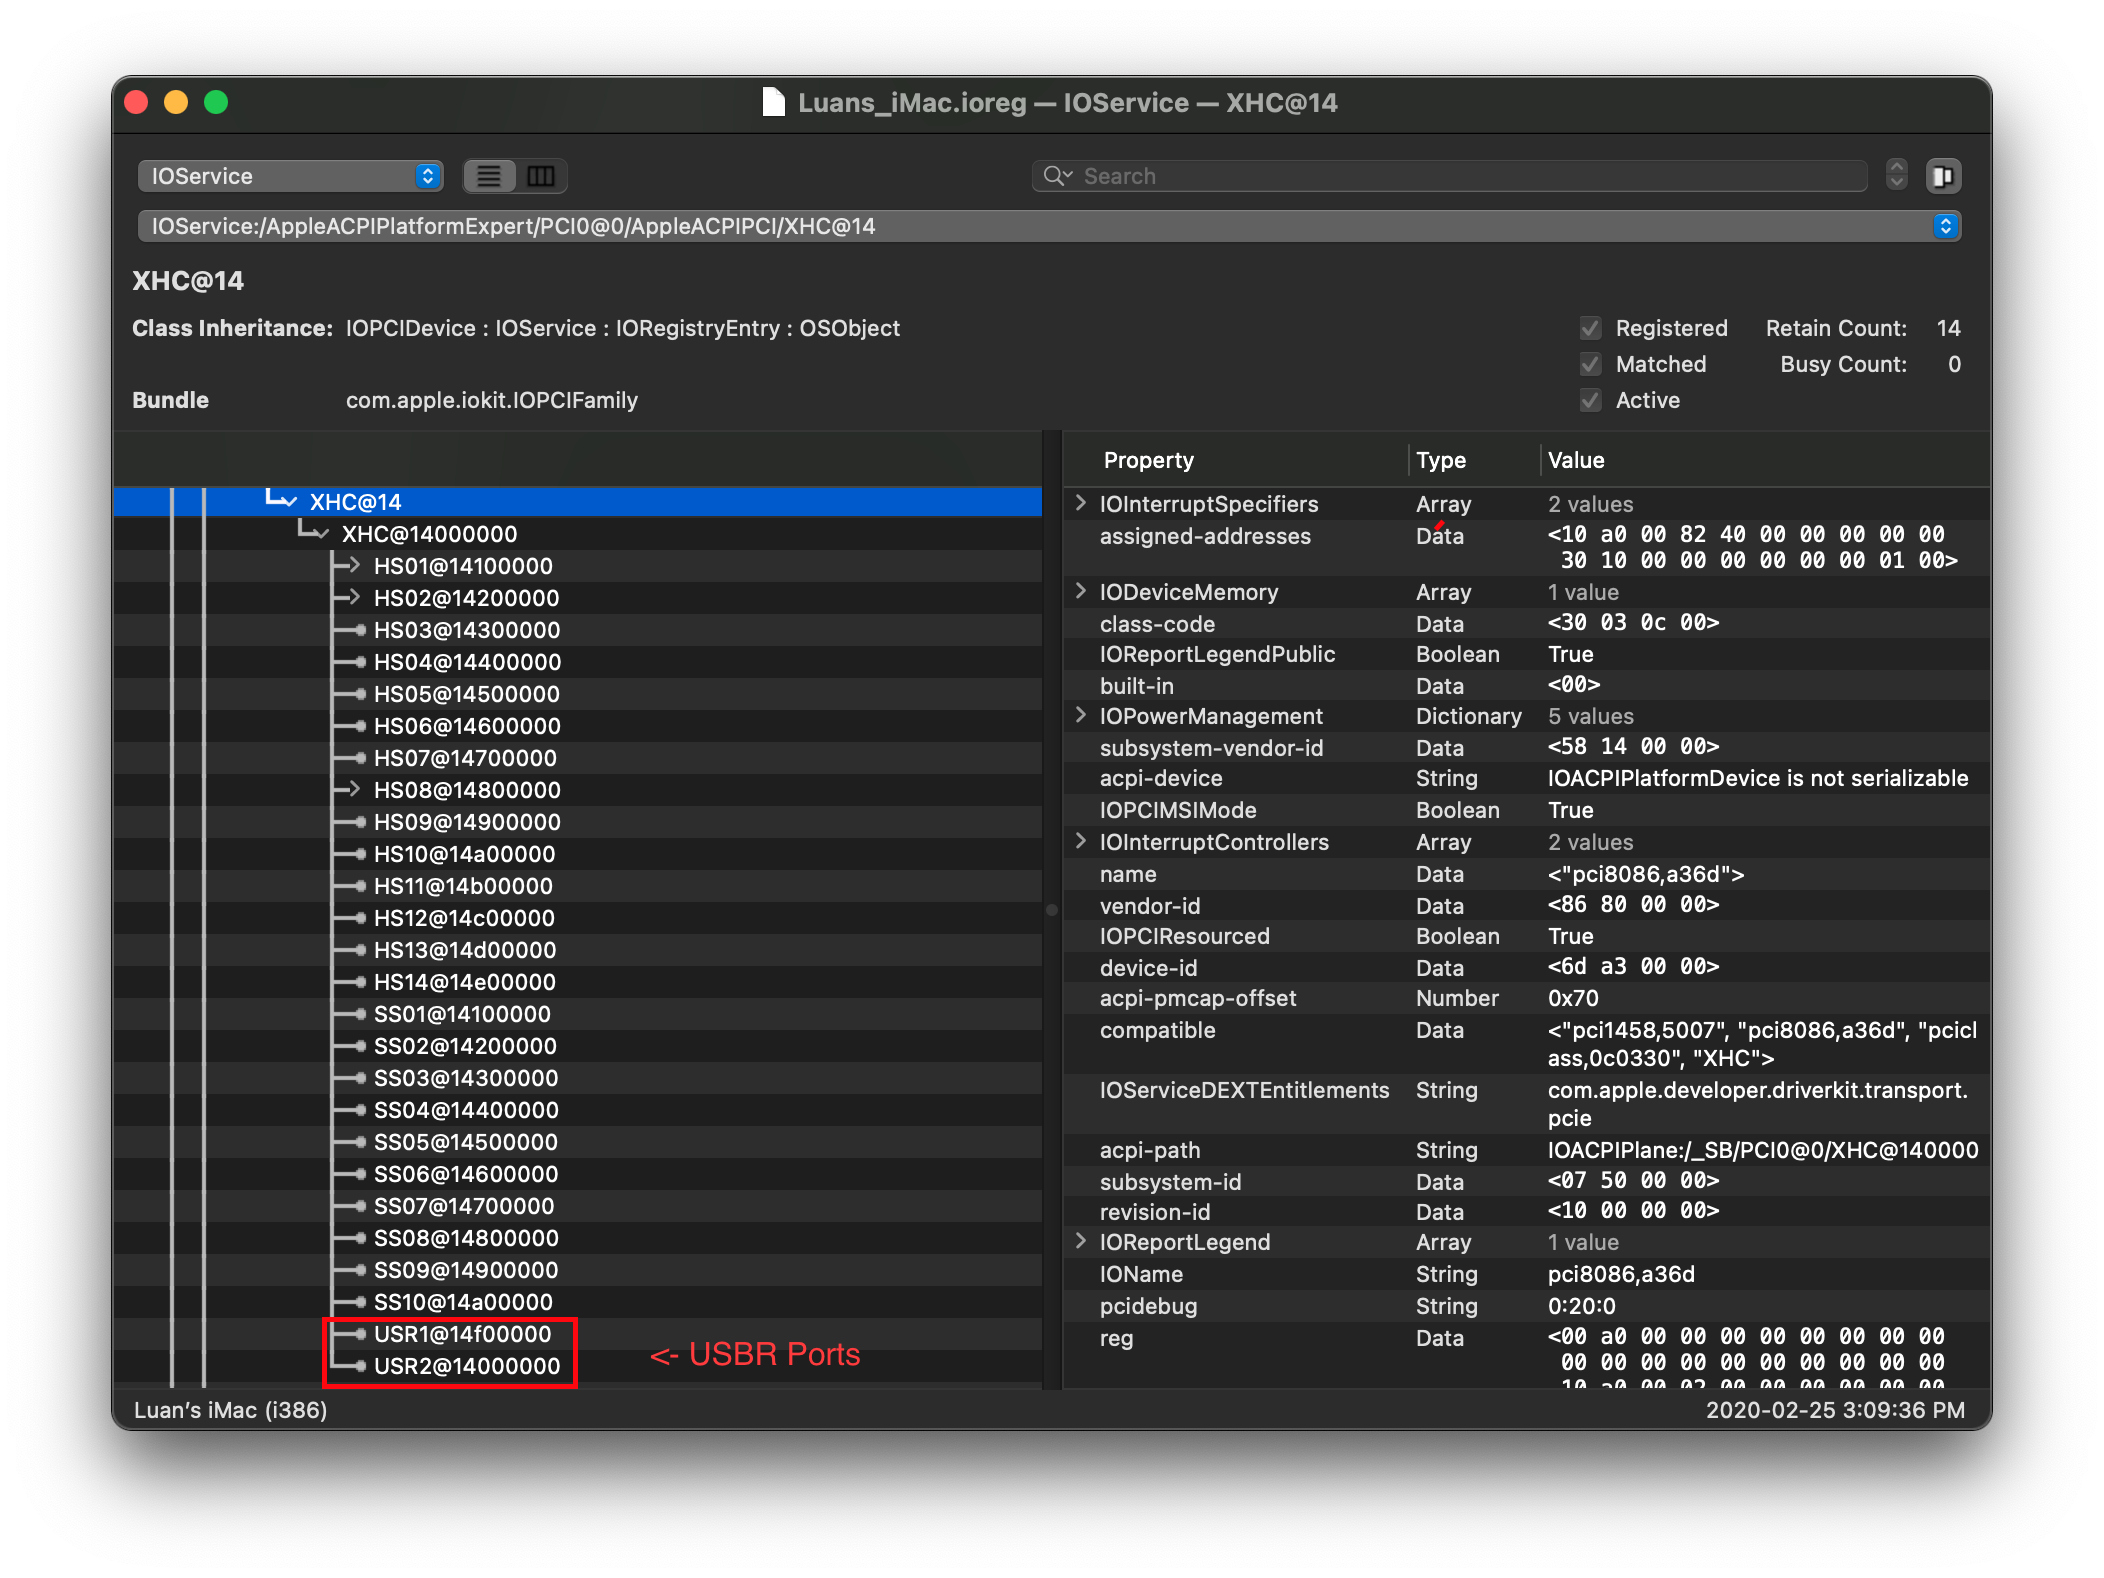 Luans_iMac.ioreg — IOService — XHC@14
IOService
Search
IOService:/AppleACPIPlatformExpert/PCI0@0/AppleACPIPCI/XHC@14
XHC@14
Class Inheritance: IOPCIDevice : IOService : IORegistryEntry : OSObject
Registered Retain Count: 14
Matched Busy Count: 0
Bundle com.apple.iokit.IOPCIFamily
Active
XHC@14
XHC@14000000
HS01@14100000
HS02@14200000
HS03@14300000
HS04@14400000
HS05@14500000
HS06@14600000
HS07@14700000
HS08@14800000
HS09@14900000
HS10@14a00000
HS11@14b00000
HS12@14c00000
HS13@14d00000
HS14@14e00000
SS01@14100000
SS02@14200000
SS03@14300000
SS04@14400000
SS05@14500000
SS06@14600000
SS07@14700000
SS08@14800000
SS09@14900000
SS10@14a00000
USR1@14f00000
USR2@14000000
<- USBR Ports
Property Type Value
IOInterruptSpecifiers Array 2 values
assigned-addresses Data <10 a0 00 82 40 00 00 00 00 00
30 10 00 00 00 00 00 00 01 00>
IODeviceMemory Array 1 value
class-code Data <30 03 0c 00>
IOReportLegendPublic Boolean True
built-in Data <00>
IOPowerManagement Dictionary 5 values
subsystem-vendor-id Data <58 14 00 00>
acpi-device String IOACPIPlatformDevice is not serializable
IOPCIMSIMode Boolean True
IOInterruptControllers Array 2 values
name Data <"pci8086,a36d">
vendor-id Data <86 80 00 00>
IOPCIResourced Boolean True
device-id Data <6d a3 00 00>
acpi-pmcap-offset Number 0x70
compatible Data <"pci1458,5007", "pci8086,a36d", "pcicl
ass,0c0330", "XHC">
IOServiceDEXTEntitlements String com.apple.developer.driverkit.transport.
pcie
acpi-path String IOACPIPlane:/_SB/PCI0@0/XHC@140000
subsystem-id Data <07 50 00 00>
revision-id Data <10 00 00 00>
IOReportLegend Array 1 value
IOName String pci8086,a36d
pcidebug String 0:20:0
reg Data <00 a0 00 00 00 00 00 00 00 00
00 00 00 00 00 00 00 00 00 00
10 a0 00 02 00 00 00 00 00 00
Luan's iMac (i386)
2020-02-25 3:09:36 PM